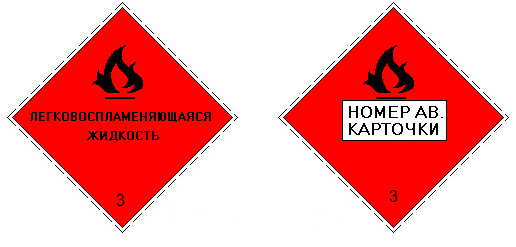 ЛЕГКОВОСПЛАМЕНЯЮЩАЯСЯ
ЖИДКОСТЬ
3
НОМЕР АВ.
КАРТОЧКИ
3